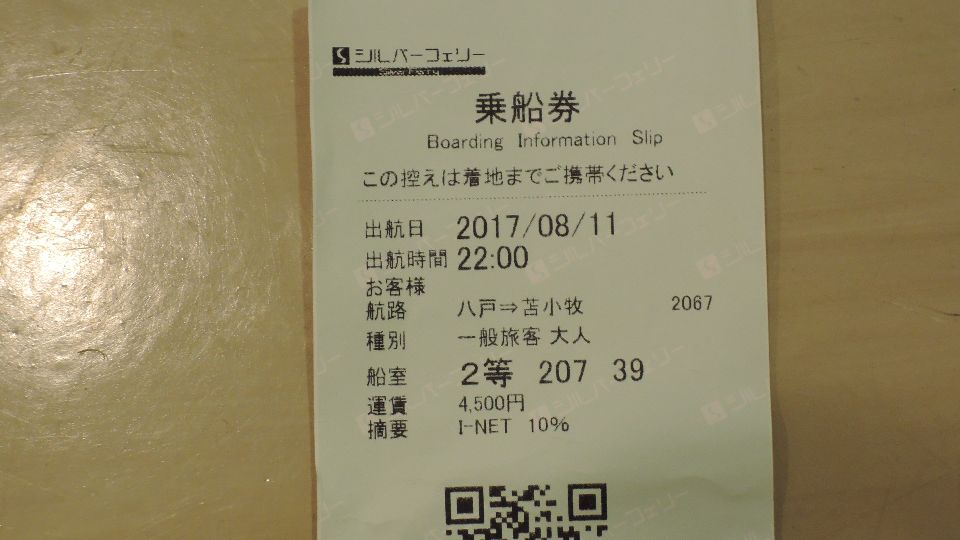 シルバーフェリー
Silver Ferry
乗船券
Boarding Information Slip
この控えは着地までご携帯ください
出航日 2017/08/11
出航時間 22:00
お客様
航路 八戸⇒苫小牧 2067
種別 一般旅客 大人
船室 2等 207 39
運賃 4,500円
摘要 I-NET 10%